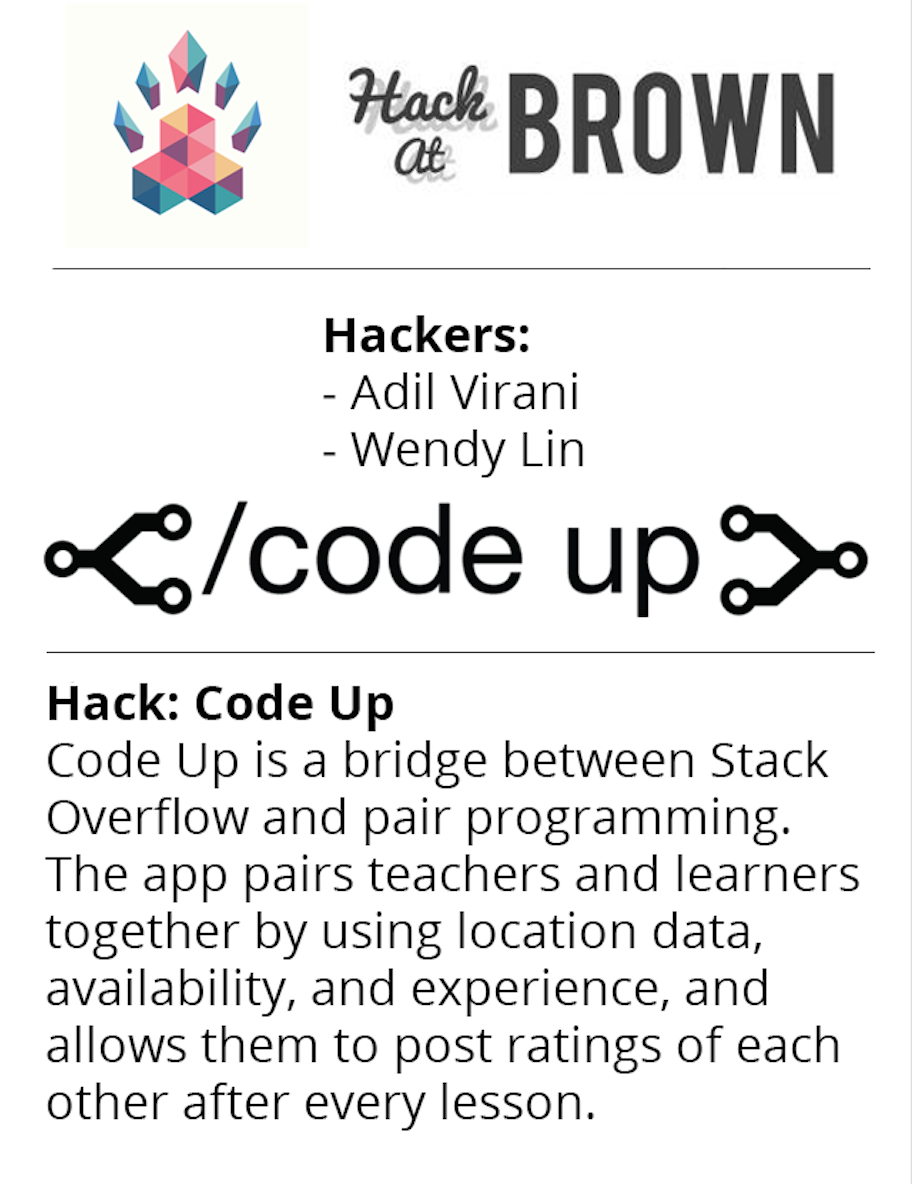 Hack
At
BROWN
Hackers:
- Adil Virani
- Wendy Lin
/code up
Hack: Code Up
Code Up is a bridge between Stack
Overflow and pair programming.
The app pairs teachers and learners
together by using location data,
availability, and experience, and
allows them to post ratings of each
other after every lesson.